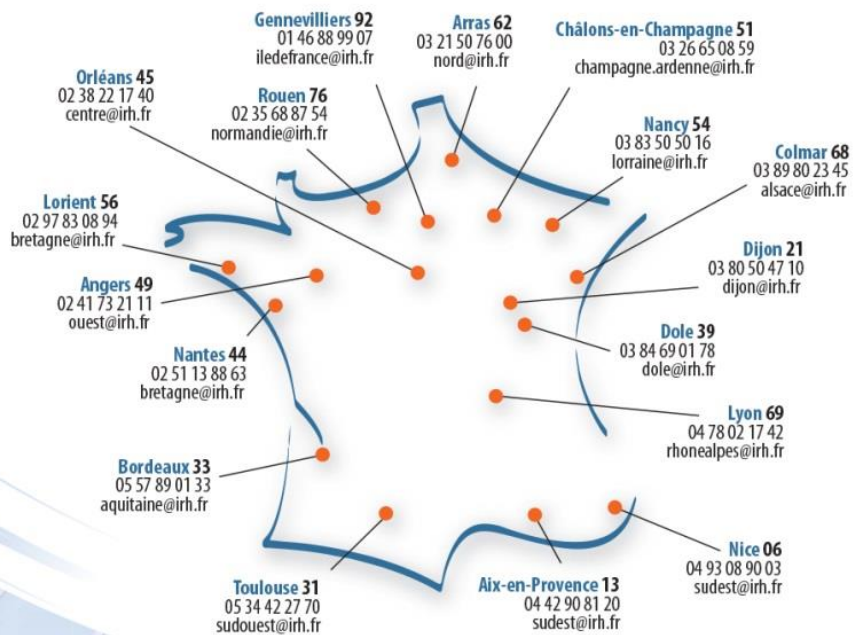 Gennevilliers 92
01 46 88 99 07
iledefrance@irh.fr
Arras 62
03 21 50 76 00
nord@irh.fr
Châlons-en-Champagne 51
03 26 65 08 59
champagne.ardenne@irh.fr
Orléans 45
02 38 22 17 40
centre@irh.fr
Rouen 76
02 35 68 87 54
normandie@irh.fr
Nancy 54
03 83 50 50 16
lorraine@irh.fr
Colmar 68
03 89 80 23 45
alsace@irh.fr
Lorient 56
02 97 83 08 94
bretagne@irh.fr
Dijon 21
03 80 50 47 10
dijon@irh.fr
Angers 49
02 41 73 21 11
ouest@irh.fr
Dole 39
03 84 69 01 78
dole@irh.fr
Nantes 44
02 51 13 88 63
bretagne@irh.fr
Lyon 69
04 78 02 17 42
rhonealpes@irh.fr
Bordeaux 33
05 57 89 01 33
aquitaine@irh.fr
Nice 06
04 93 08 90 03
sudest@irh.fr
Toulouse 31
05 34 42 27 70
sudouest@irh.fr
Aix-en-Provence 13
04 42 90 81 20
sudest@irh.fr